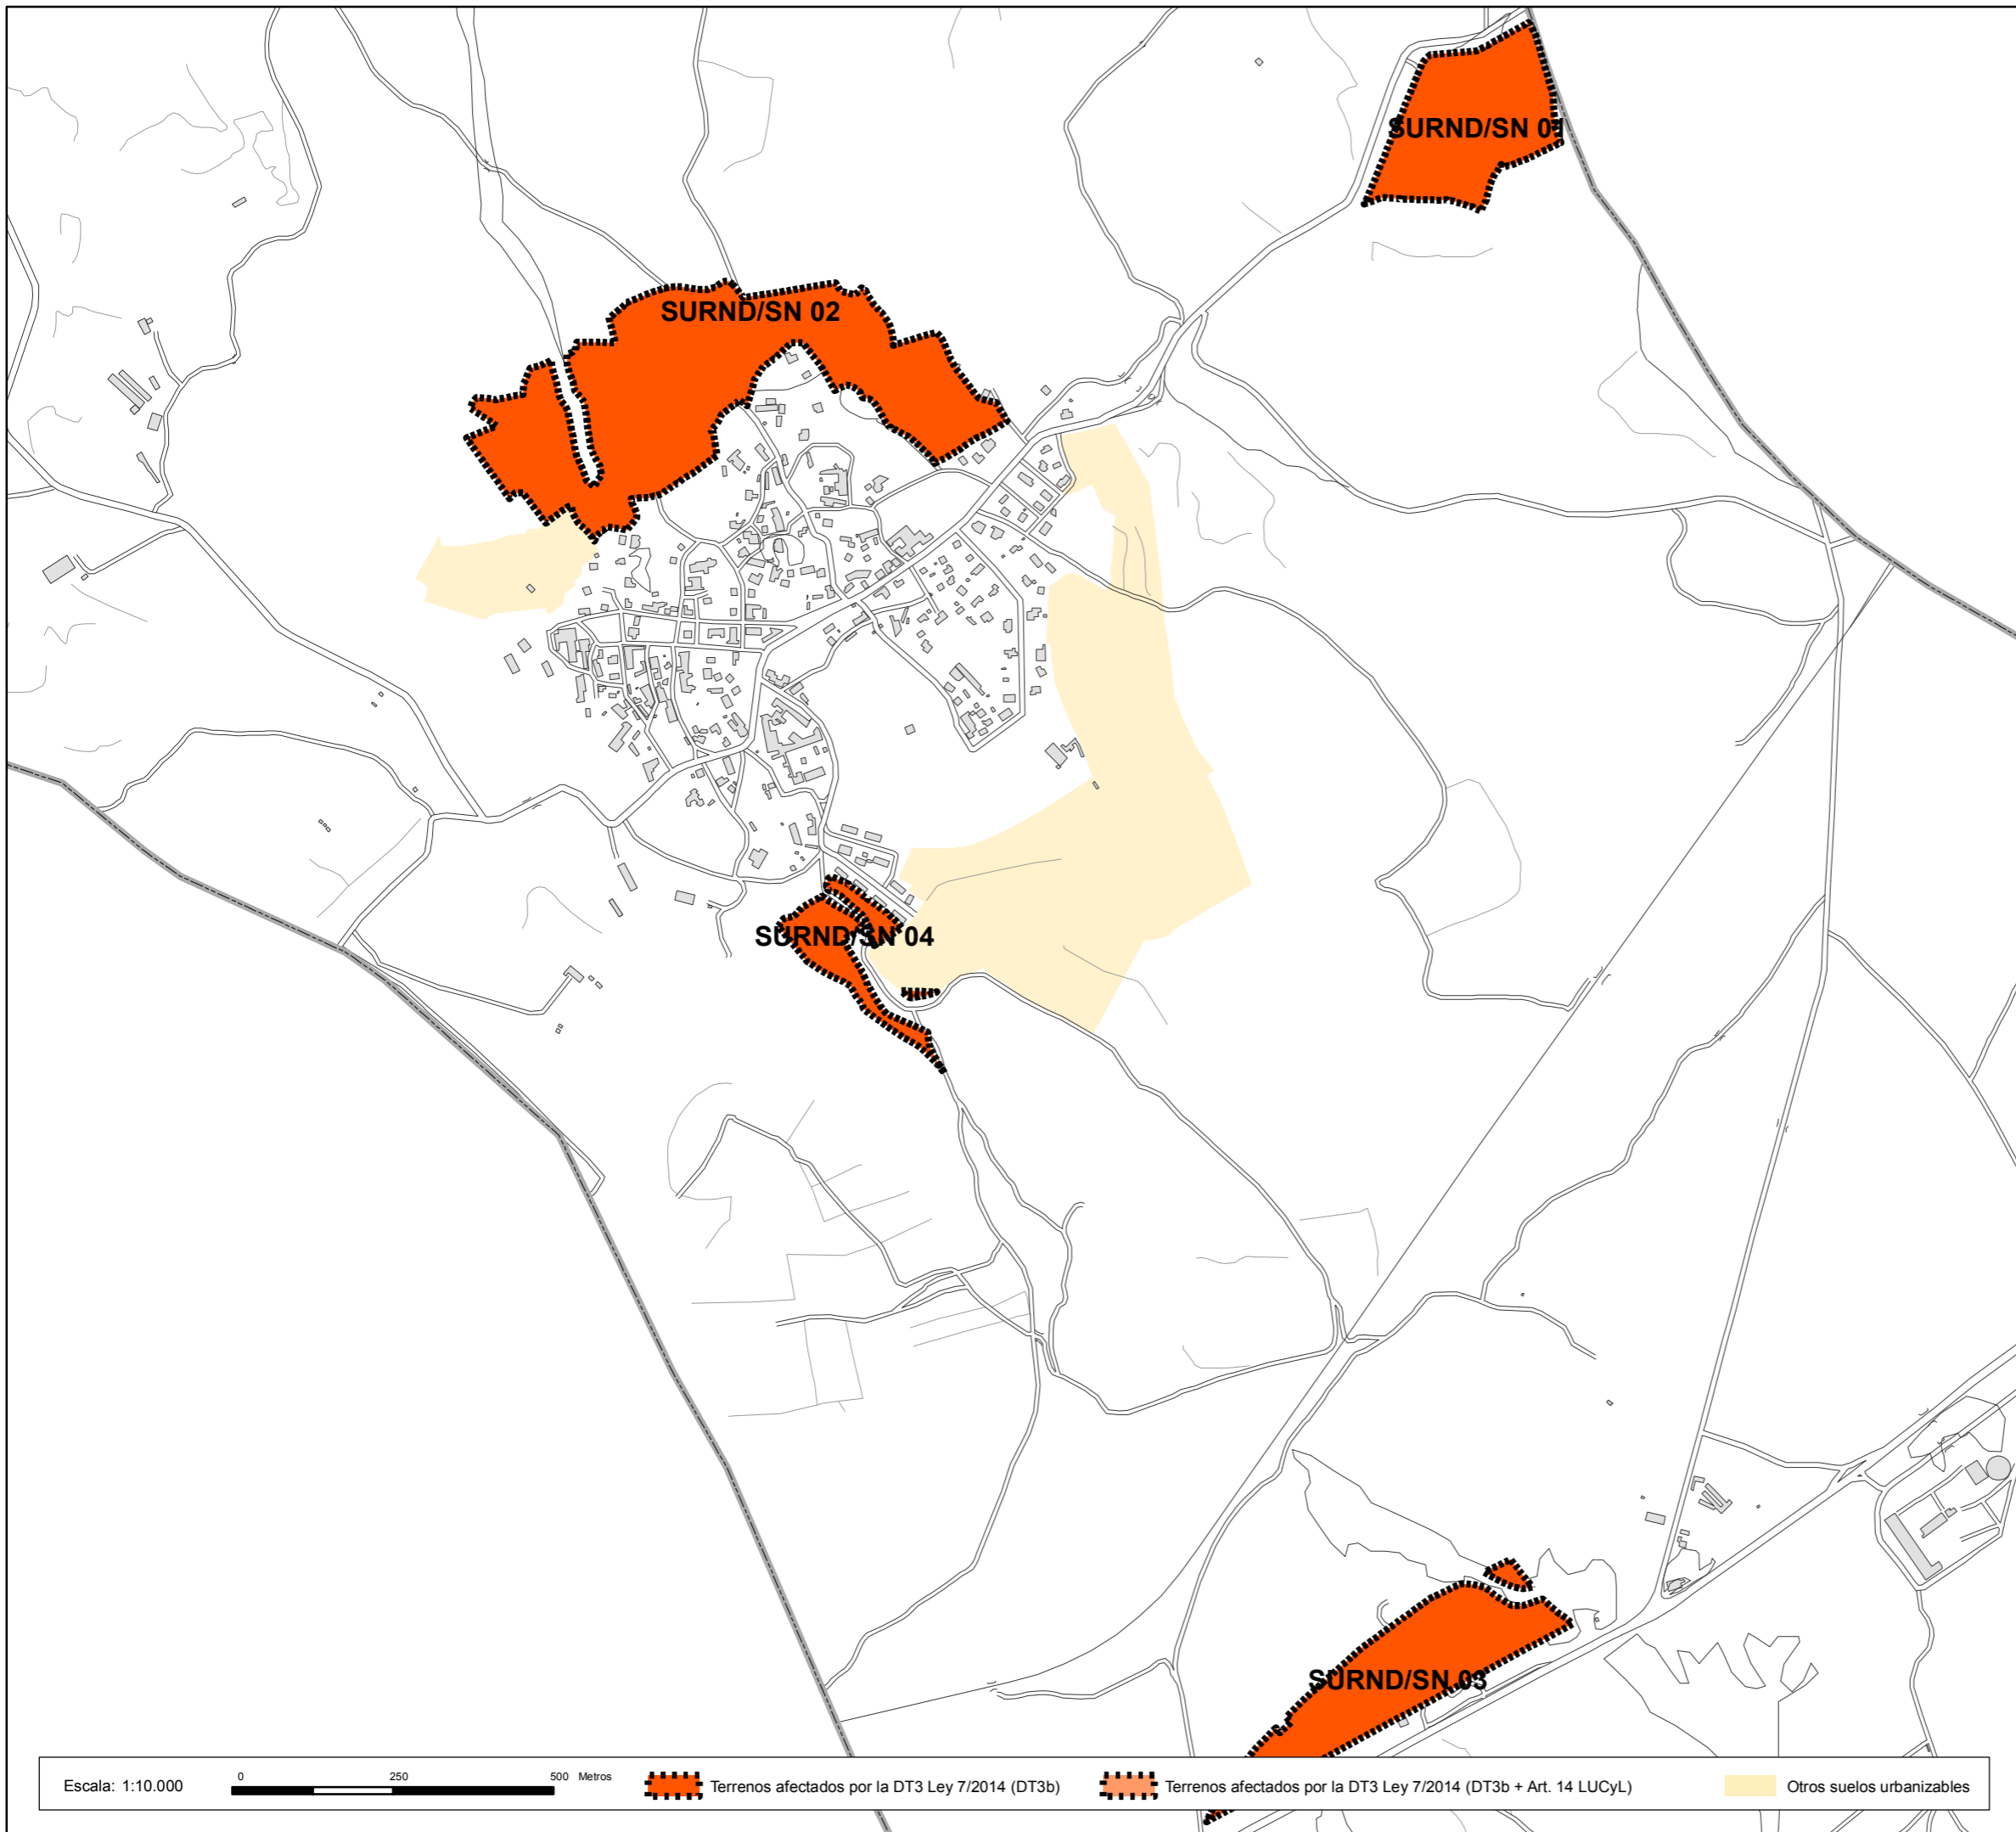 SURND/SN 01
SURND/SN 02
SURND/SN 04
SURND/SN 03
Escala: 1:10.000
0 250 500 Metros
Terrenos afectados por la DT3 Ley 7/2014 (DT3b)
Terrenos afectados por la DT3 Ley 7/2014 (DT3b + Art. 14 LUCyL)
Otros suelos urbanizables